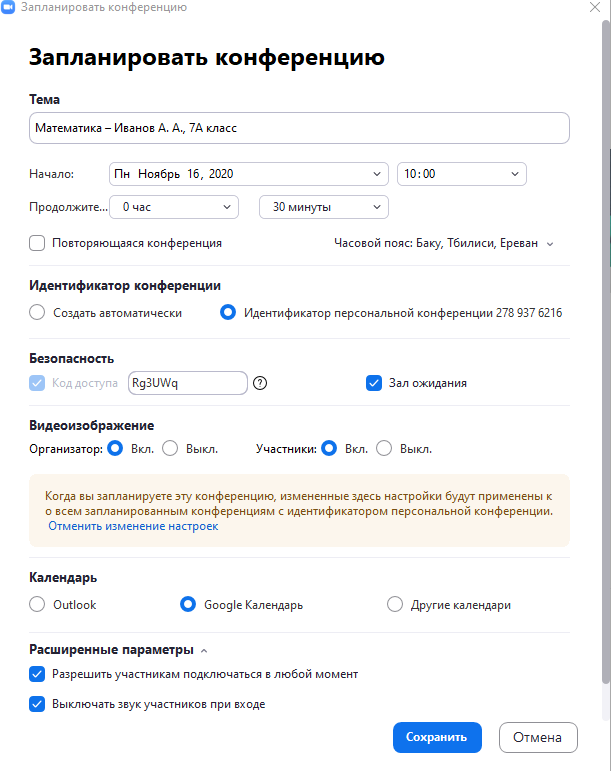 Запланировать конференцию
Запланировать конференцию
Тема
Математика – Иванов А. А., 7А класс
Начало: Пн Ноябрь 16, 2020 10:00
Продолжите... 0 час 30 минуты
Повторяющаяся конференция Часовой пояс: Баку, Тбилиси, Ереван
Идентификатор конференции
Создать автоматически Идентификатор персональной конференции 278 937 6216
Безопасность
Код доступа Rg3UWq ? Зал ожидания
Видеоизображение
Организатор: Вкл. Выкл. Участники: Вкл. Выкл.
Когда вы запланируете эту конференцию, измененные здесь настройки будут применены к
о всем запланированным конференциям с идентификатором персональной конференции.
Отменить изменение настроек
Календарь
Outlook Google Календарь Другие календари
Расширенные параметры
Разрешить участникам подключаться в любой момент
Выключать звук участников при входе
Сохранить Отмена